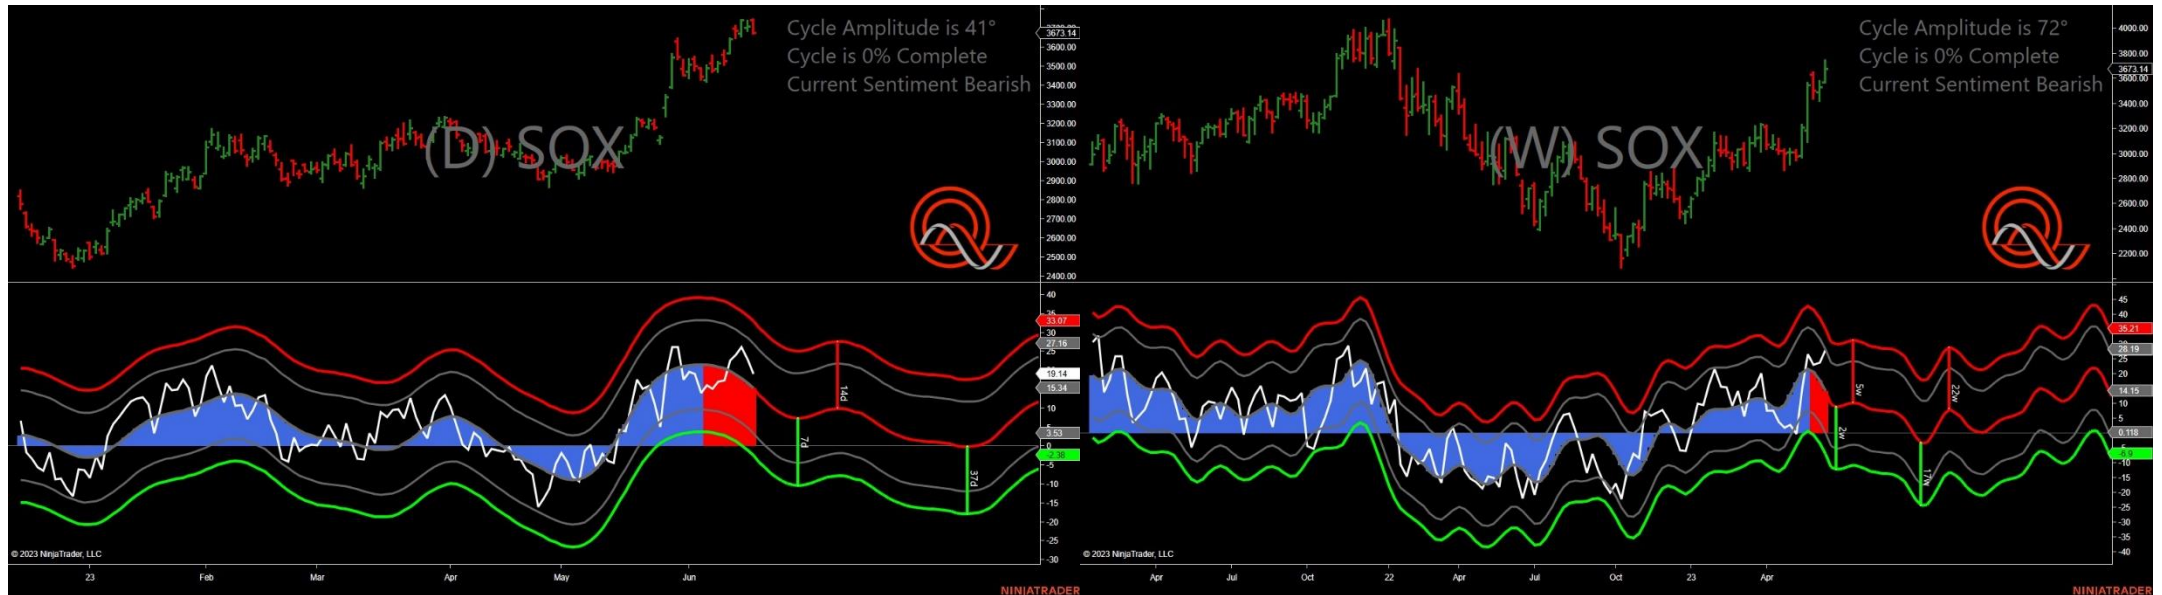 Cycle Amplitude is 41°
Cycle is 0% Complete
Current Sentiment Bearish
(D) SOX
3673.14
3600.00
3500.00
3400.00
3300.00
3200.00
3100.00
3000.00
2900.00
2800.00
2700.00
2600.00
2500.00
2400.00
40
33.07
30
27.16
25
19.14
15.34
10
3.53
0
-2.38
-5
-10
-15
-20
-25
-30
14d
7d
37d
© 2023 NinjaTrader, LLC
23 Feb Mar Apr May Jun
NINJATRADER
Cycle Amplitude is 72°
Cycle is 0% Complete
Current Sentiment Bearish
(W) SOX
4000.00
3800.00
3673.14
3600.00
3400.00
3200.00
3000.00
2800.00
2600.00
2400.00
2200.00
45
40
35.21
28.19
25
20
14.15
10
5
0.118
-6.9
-10
-15
-20
-25
-30
-35
-40
5w
22w
2w
17w
© 2023 NinjaTrader, LLC
Apr Jul Oct 22 Apr Jul Oct 23 Apr
NINJATRADER